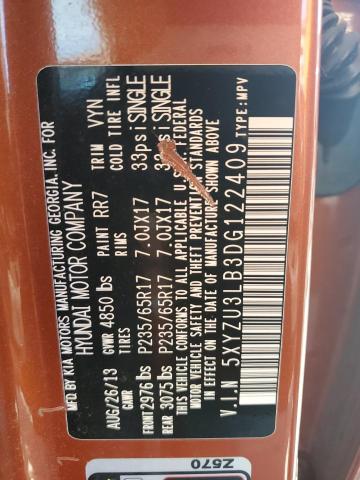 MFD. BY KIA MOTORS MANUFACTURING GEORGIA, INC. FOR
HYUNDAI MOTOR COMPANY
AUG/26/13 GVWR 4850 lbs PAINT RR7 TRIM VYN
GAWR TIRES RIMS COLD TIRE INFL
FRONT 2976 lbs P235/65R17 7.0JX17 33psi SINGLE
REAR 3075 lbs P235/65R17 7.0JX17 33psi SINGLE
THIS VEHICLE CONFORMS TO ALL APPLICABLE U.S. FEDERAL
MOTOR VEHICLE SAFETY AND THEFT PREVENTION STANDARDS
IN EFFECT ON THE DATE OF MANUFACTURE SHOWN ABOVE
V.I.N 5XYZU3LB3DG122409 TYPE:MPV
Z570